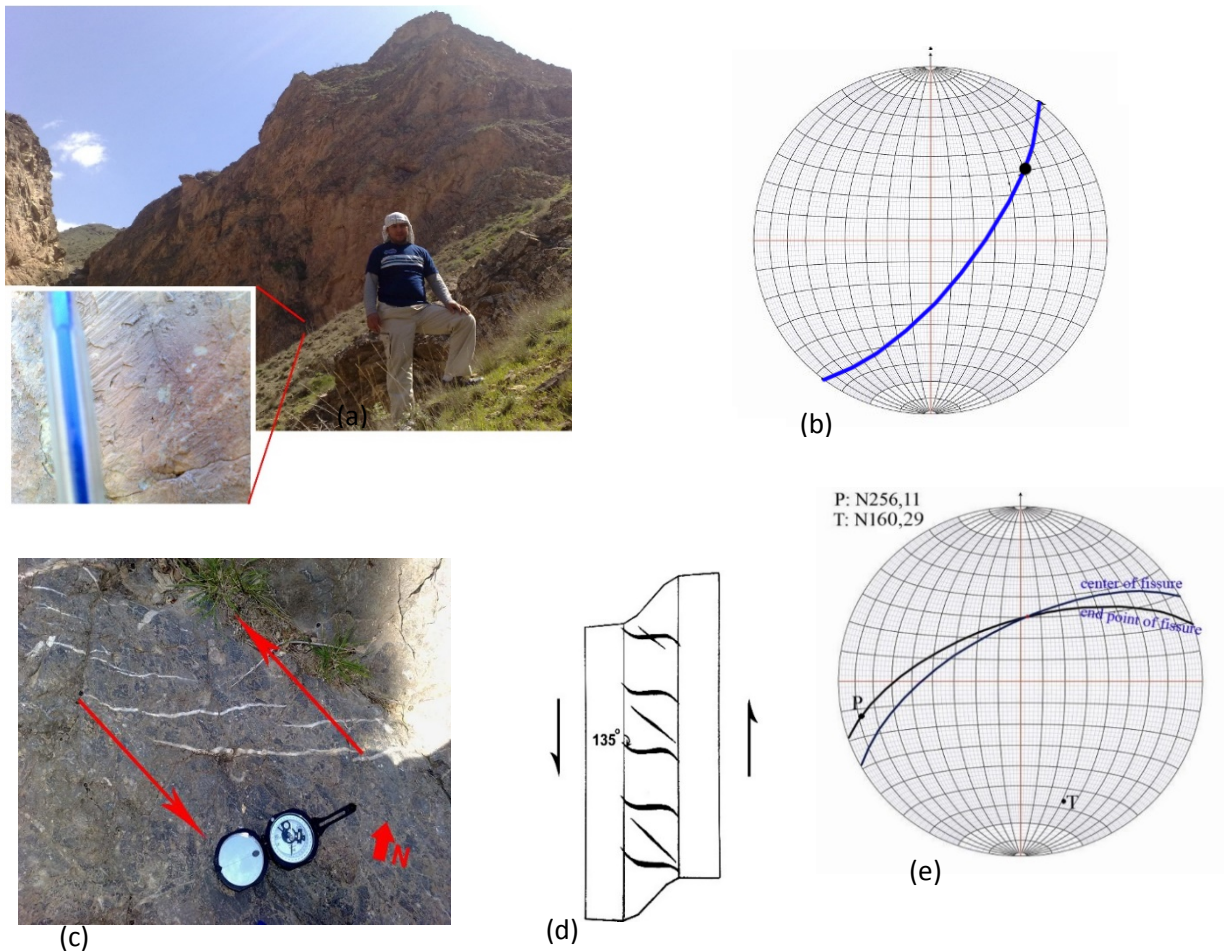 (a)
(b)
P: N256,11
T: N160,29
center of fissure
end point of fissure
P
T
135°
N
(c)
(d)
(e)